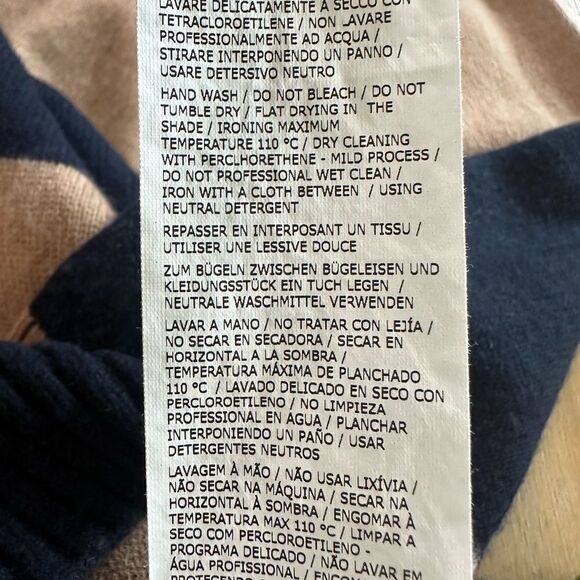 LAVARE DELICATAMENTE A SECCO CON
TETRACLOROETILENE / NON LAVARE
PROFESSIONALMENTE AD ACQUA /
STIRARE INTERPONENDO UN PANNO /
USARE DETERSIVO NEUTRO
HAND WASH / DO NOT BLEACH / DO NOT
TUMBLE DRY / FLAT DRYING IN THE
SHADE / IRONING MAXIMUM
TEMPERATURE 110 °C / DRY CLEANING
WITH PERCLHORETHENE - MILD PROCESS /
DO NOT PROFESSIONAL WET CLEAN /
IRON WITH A CLOTH BETWEEN / USING
NEUTRAL DETERGENT
REPASSER EN INTERPOSANT UN TISSU /
UTILISER UNE LESSIVE DOUCE
ZUM BÜGELN ZWISCHEN BÜGELEISEN UND
KLEIDUNGSSTÜCK EIN TUCH LEGEN /
NEUTRALE WASCHMITTEL VERWENDEN
LAVAR A MANO / NO TRATAR CON LEJÍA /
NO SECAR EN SECADORA / SECAR EN
HORIZONTAL A LA SOMBRA /
TEMPERATURA MÁXIMA DE PLANCHADO
110 °C / LAVADO DELICADO EN SECO CON
PERCLOROETILENO / NO LIMPIEZA
PROFESSIONAL EN AGUA / PLANCHAR
INTERPONIENDO UN PAÑO / USAR
DETERGENTES NEUTROS
LAVAGEM À MÃO / NÃO USAR LIXÍVIA /
NÃO SECAR NA MÁQUINA / SECAR NA
HORIZONTAL À SOMBRA / ENGOMAR À
TEMPERATURA MAX 110 °C / LIMPAR A
SECO COM PERCLOROETILENO -
PROGRAMA DELICADO / NÃO LAVAR EM
ÁGUA PROFISSIONAL /